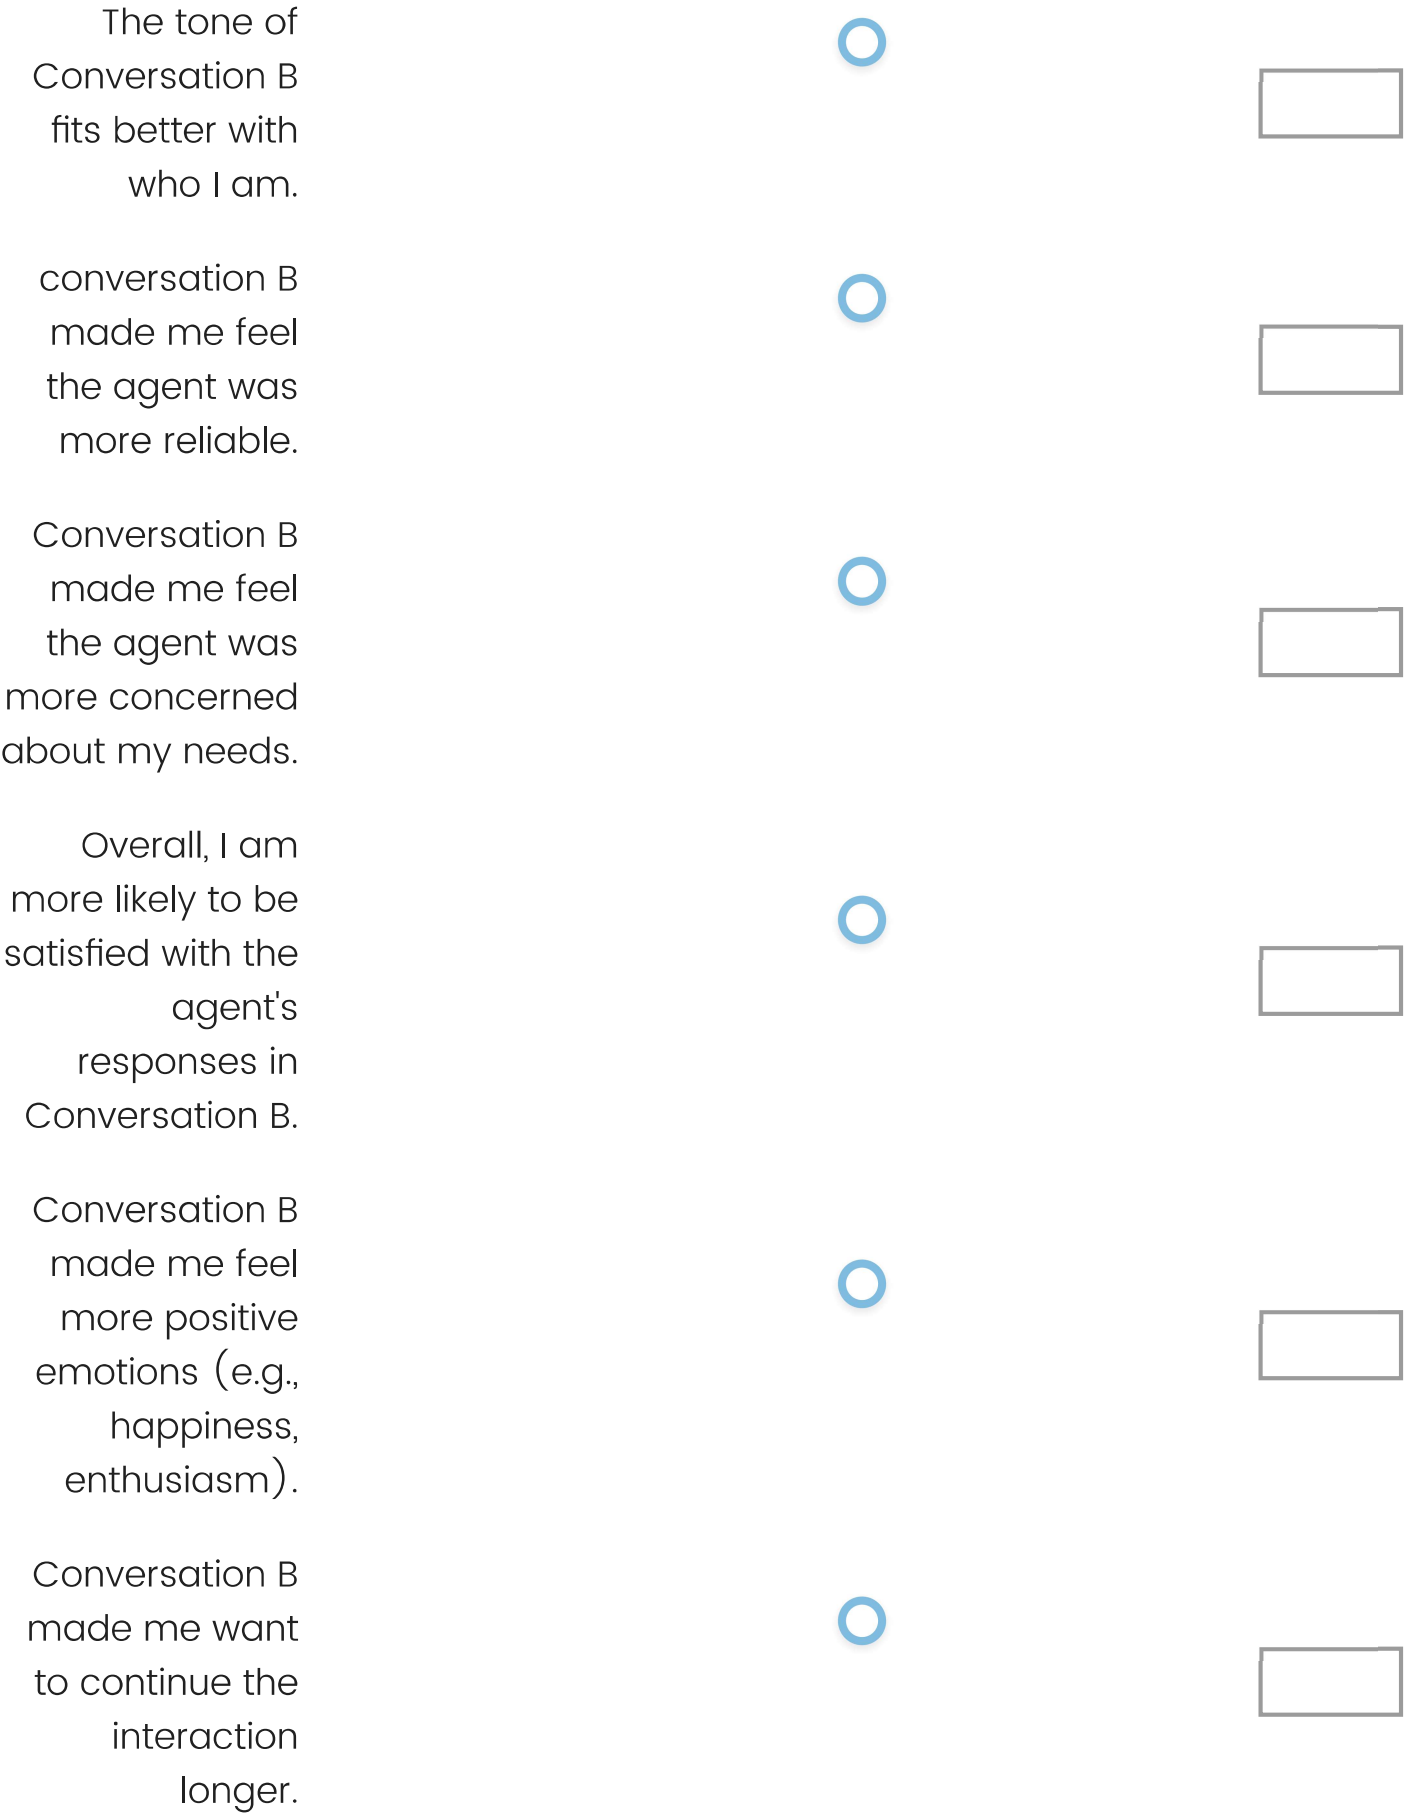 The tone of
Conversation B
fits better with
who I am.
conversation B
made me feel
the agent was
more reliable.
Conversation B
made me feel
the agent was
more concerned
about my needs.
Overall, I am
more likely to be
satisfied with the
agent's
responses in
Conversation B.
Conversation B
made me feel
more positive
emotions (e.g.,
happiness,
enthusiasm).
Conversation B
made me want
to continue the
interaction
longer.